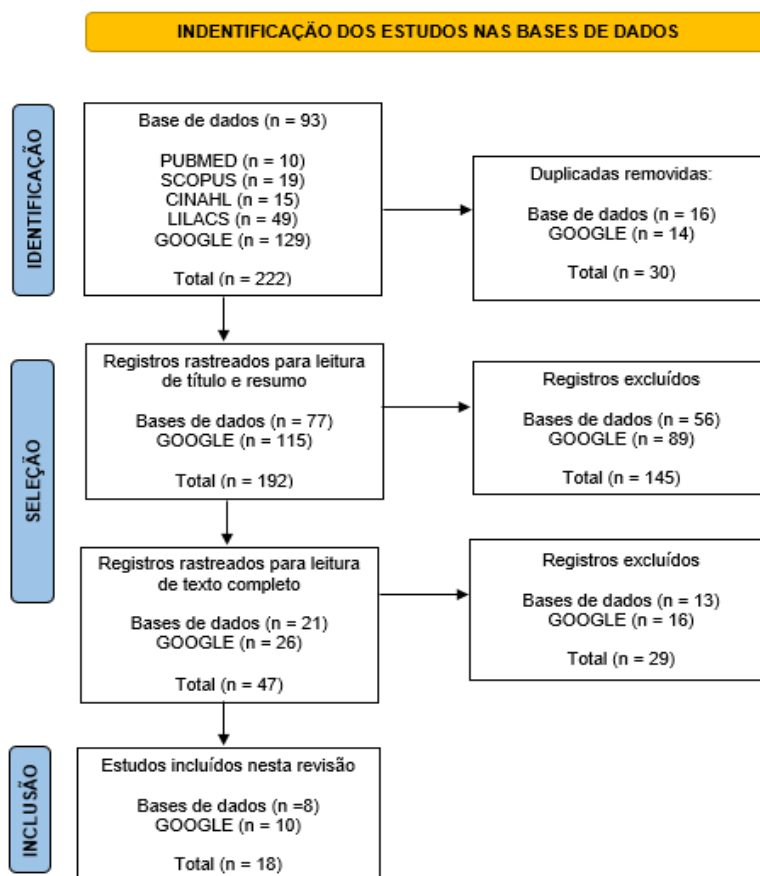 INDENTIFICAÇÃO DOS ESTUDOS NAS BASES DE DADOS
IDENTIFICAÇÃO
Base de dados (n = 93)
PUBMED (n = 10)
SCOPUS (n = 19)
CINAHL (n = 15)
LILACS (n = 49)
GOOGLE (n = 129)
Total (n = 222)
Duplicadas removidas:
Base de dados (n = 16)
GOOGLE (n = 14)
Total (n = 30)
SELEÇÃO
Registros rastreados para leitura
de título e resumo
Bases de dados (n = 77)
GOOGLE (n = 115)
Total (n = 192)
Registros excluídos
Bases de dados (n = 56)
GOOGLE (n = 89)
Total (n = 145)
Registros rastreados para leitura
de texto completo
Bases de dados (n = 21)
GOOGLE (n = 26)
Total (n = 47)
Registros excluídos
Bases de dados (n = 13)
GOOGLE (n = 16)
Total (n = 29)
INCLUSÃO
Estudos incluídos nesta revisão
Bases de dados (n =8)
GOOGLE (n = 10)
Total (n = 18)